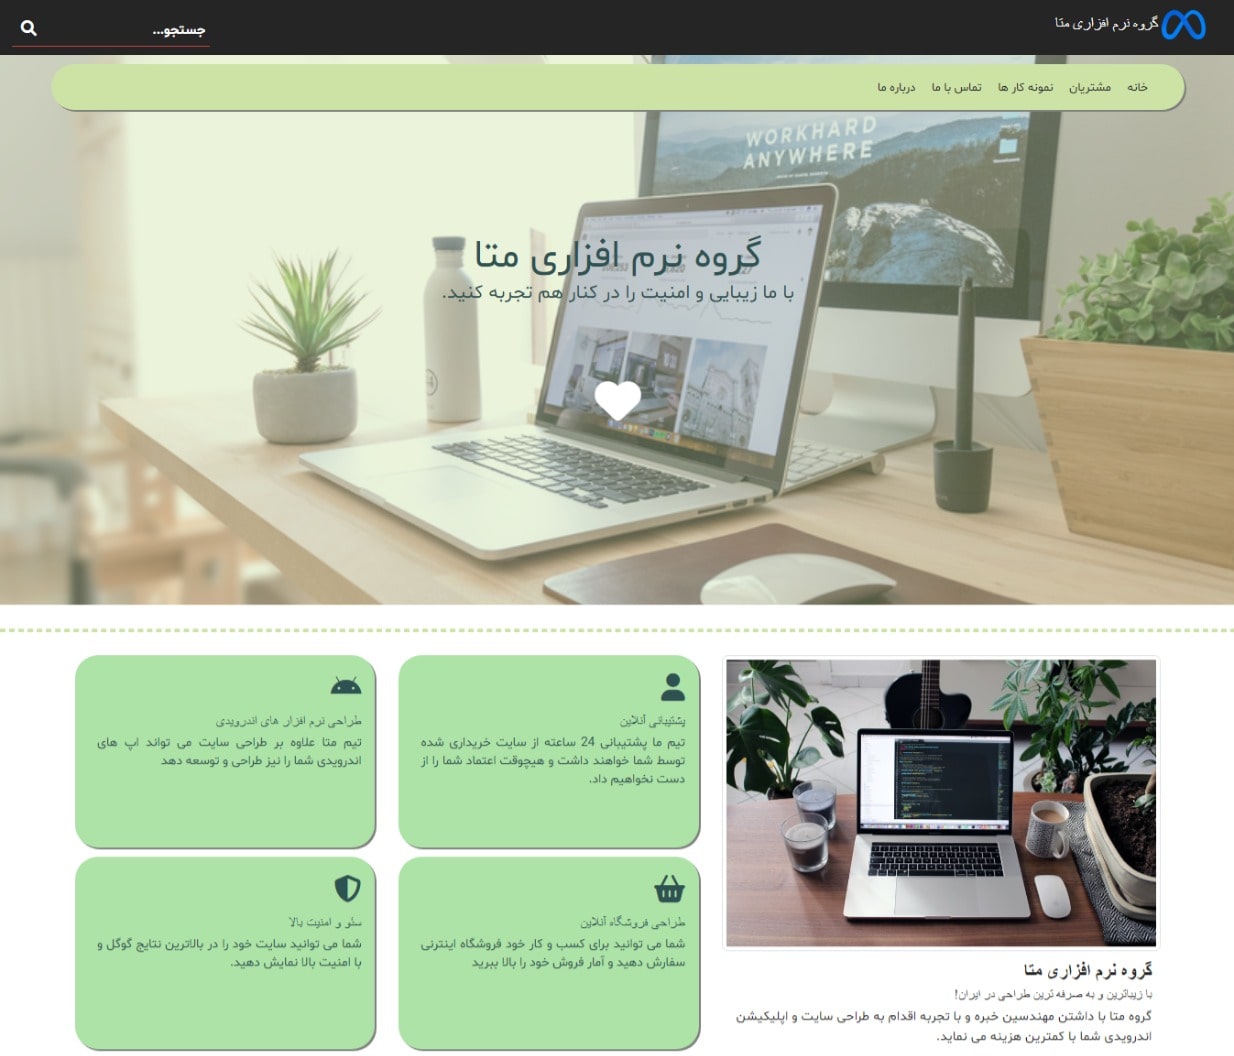 گروه نرم افزاری متا
جستجو...
خانه
مشتریان
نمونه کار ها
تماس با ما
درباره ما
WORKHARD
ANYWHERE
گروه نرم افزاری متا
با ما زیبایی و امنیت را در کنار هم تجربه کنید.
پشتیبانی آنلاین
تیم ما پشتیبانی 24 ساعته از سایت خریداری شده
توسط شما خواهند داشت و هیچوقت اعتماد شما را از
دست نخواهیم داد.
طراحی نرم افزار های اندرویدی
تیم متا علاوه بر طراحی سایت می تواند اپ های
اندرویدی شما را نیز طراحی و توسعه دهد
طراحی فروشگاه آنلاین
شما می توانید برای کسب و کار خود فروشگاه اینترنتی
سفارش دهید و آمار فروش خود را بالا ببرید
سئو و امنیت بالا
شما می توانید سایت خود را در بالاترین نتایج گوگل و
با امنیت بالا نمایش دهید.
گروه نرم افزاری متا
با زیباترین و به صرفه ترین طراحی در ایران!
گروه متا با داشتن مهندسین خبره و با تجربه اقدام به طراحی سایت و اپلیکیشن
اندرویدی شما با کمترین هزینه می نماید.